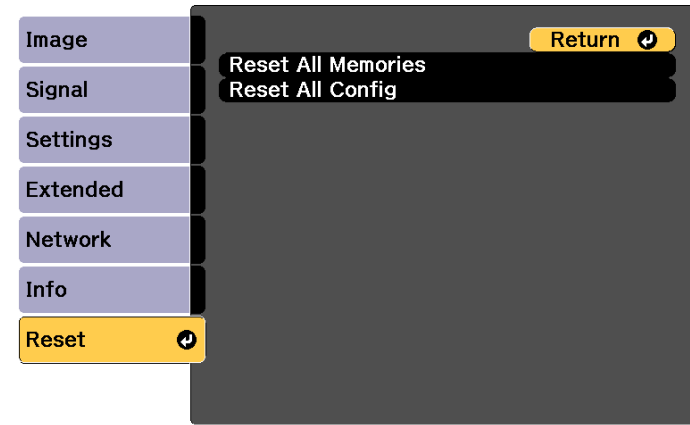 Image
Signal
Settings
Extended
Network
Info
Reset
Return
Reset All Memories
Reset All Config